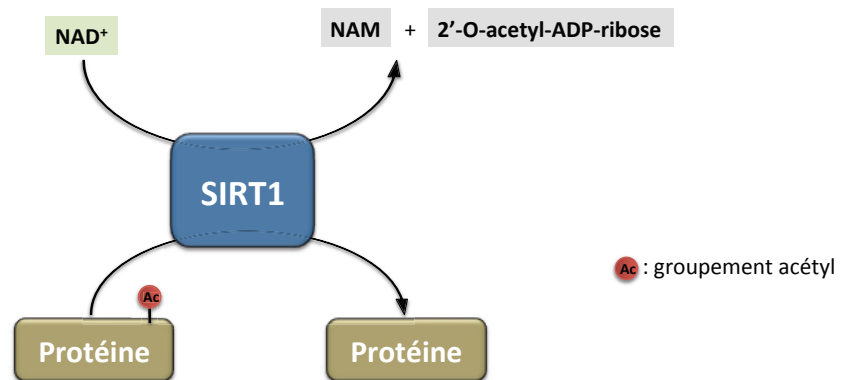 NAD⁺
NAM + 2’-O-acetyl-ADP-ribose
SIRT1
Ac : groupement acétyl
Ac
Protéine Protéine